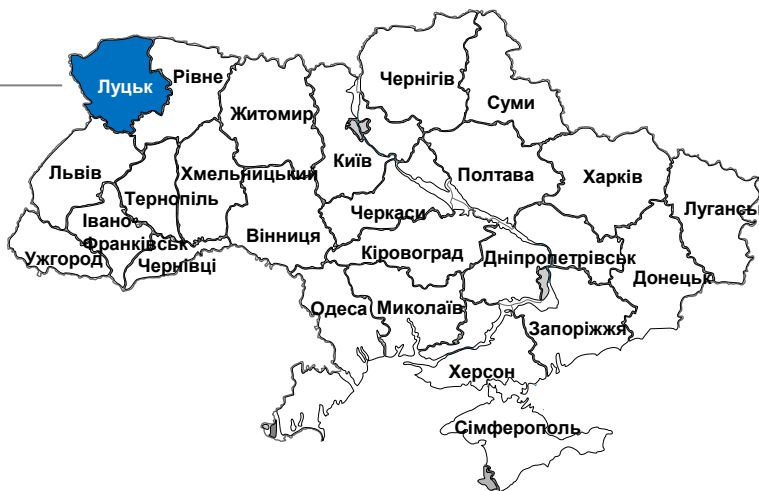 Чернігів
Луцьк
Рівне
Суми
Житомир
Київ
Львів
Хмельницький
Полтава
Харків
Тернопіль
Луганськ
Черкаси
Івано-
Франківськ
Вінниця
Ужгород
Чернівці
Кіровоград
Дніпропетрівськ
Донецьк
Одеса
Миколаїв
Запоріжжя
Херсон
Сімферополь